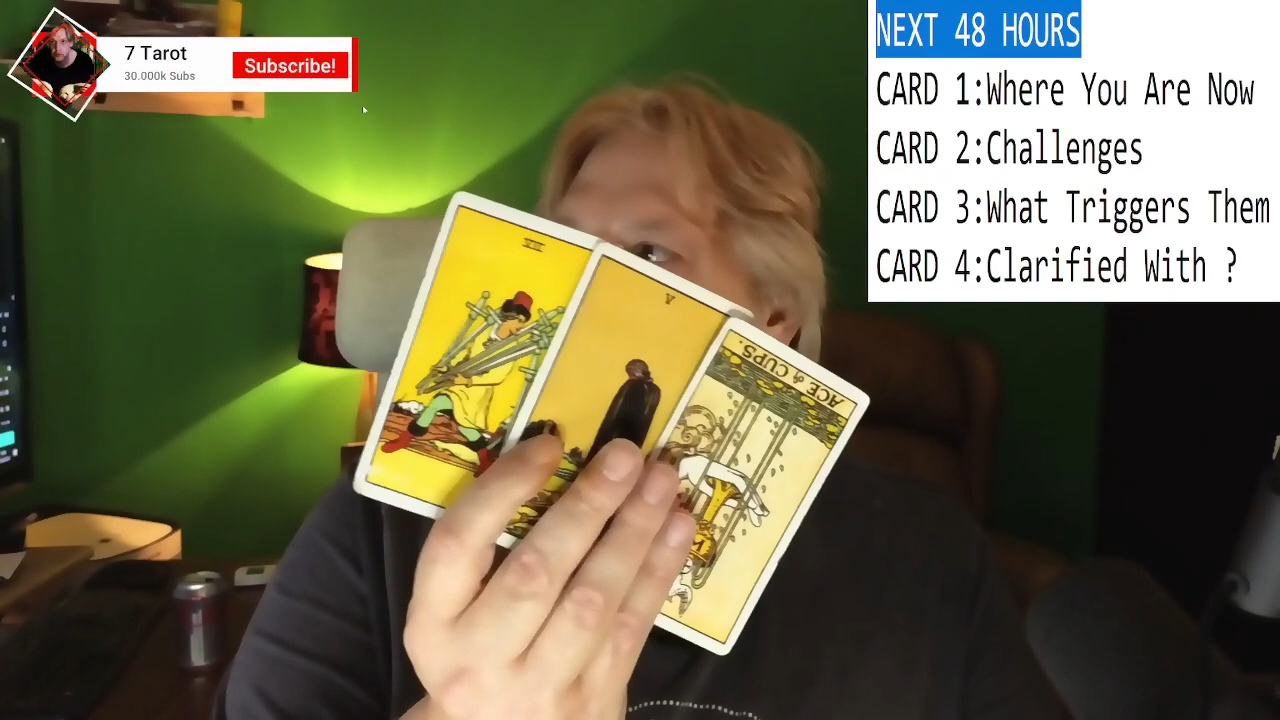 7 Tarot
30.000k Subs
Subscribe!
NEXT 48 HOURS
CARD 1:Where You Are Now
CARD 2:Challenges
CARD 3:What Triggers Them
CARD 4:Clarified With ?
VII
V
ACE of CUPS.